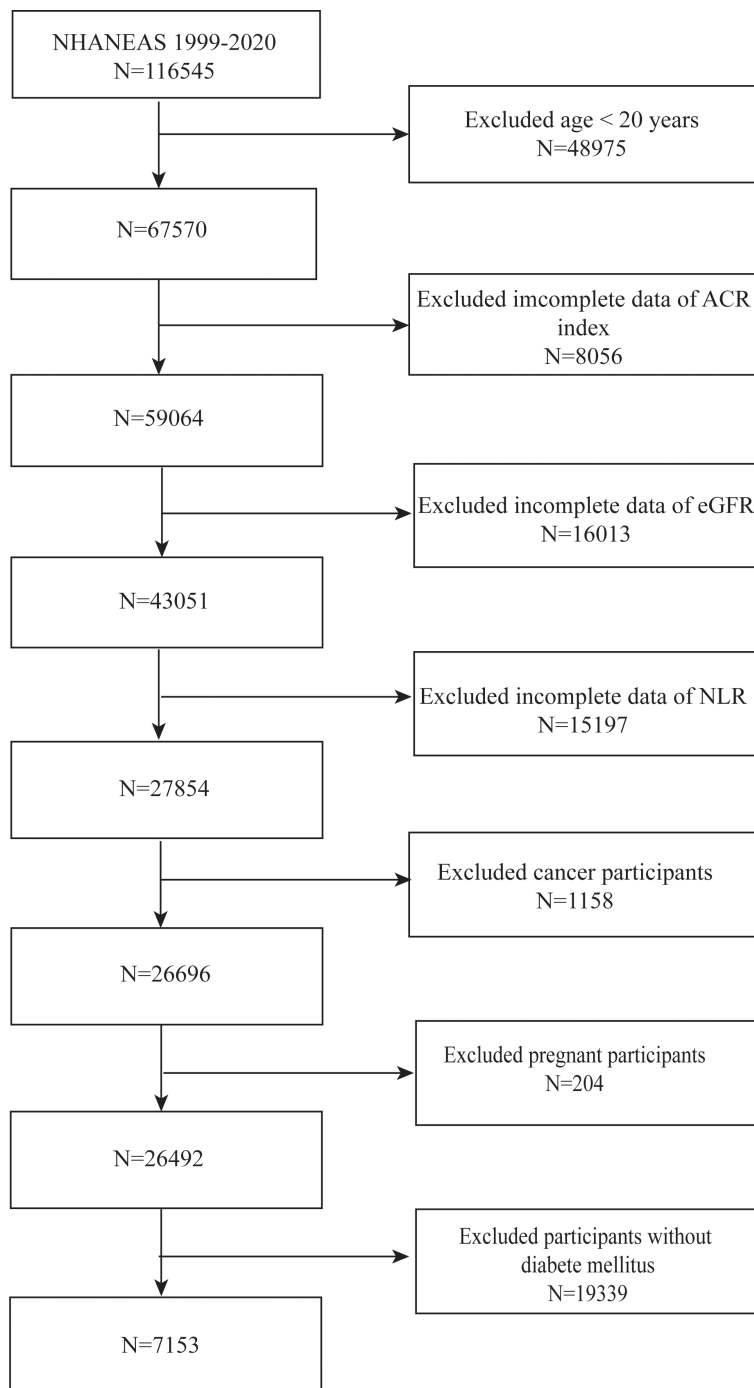 NHANEAS 1999-2020
N=116545
Excluded age < 20 years
N=48975
N=67570
Excluded imcomplete data of ACR
index
N=8056
N=59064
Excluded incomplete data of eGFR
N=16013
N=43051
Excluded incomplete data of NLR
N=15197
N=27854
Excluded cancer participants
N=1158
N=26696
Excluded pregnant participants
N=204
N=26492
Excluded participants without
diabete mellitus
N=19339
N=7153